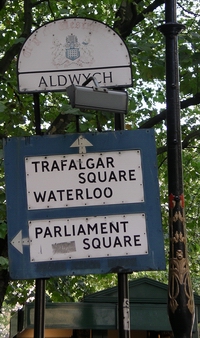 ALDWYCH
TRAFALGAR
SQUARE
WATERLOO
PARLIAMENT
SQUARE